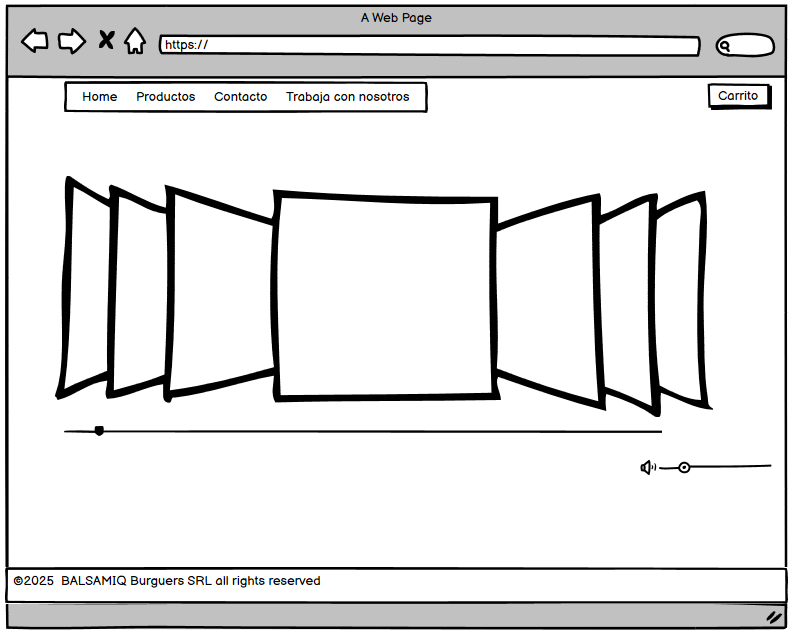 A Web Page
https://
Home Productos Contacto Trabaja con nosotros
Carrito
©2025 BALSAMIQ Burguers SRL all rights reserved